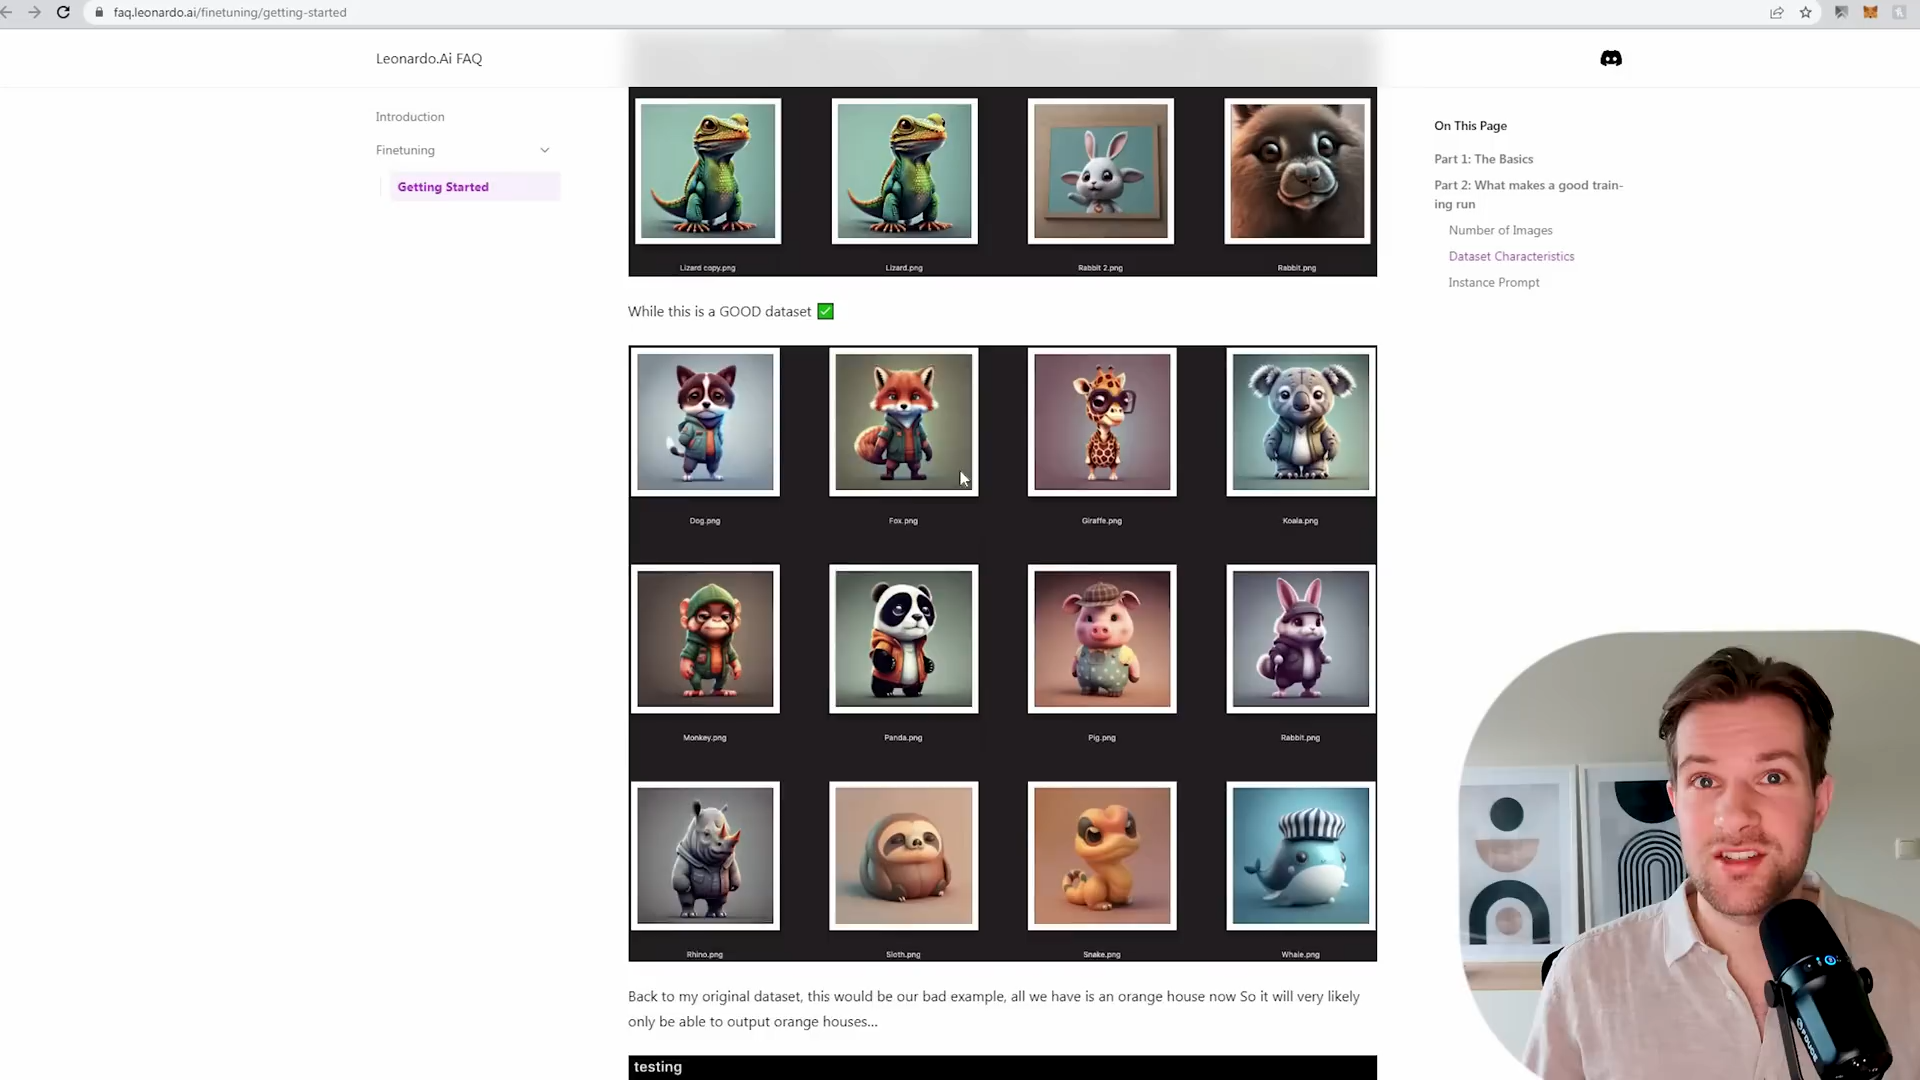 faq.leonardo.ai/finetuning/getting-started
Leonardo.Ai FAQ
Introduction
Finetuning
Getting Started
Lizard copy.png
Lizard.png
Rabbit 2.png
Rabbit.png
While this is a GOOD dataset ✅
Dog.png
Fox.png
Giraffe.png
Koala.png
Monkey.png
Panda.png
Pig.png
Rabbit.png
Rhino.png
Sloth.png
Snake.png
Whale.png
Back to my original dataset, this would be our bad example, all we have is an orange house now So it will very likely
only be able to output orange houses...
testing
On This Page
Part 1: The Basics
Part 2: What makes a good train-
ing run
Number of Images
Dataset Characteristics
Instance Prompt